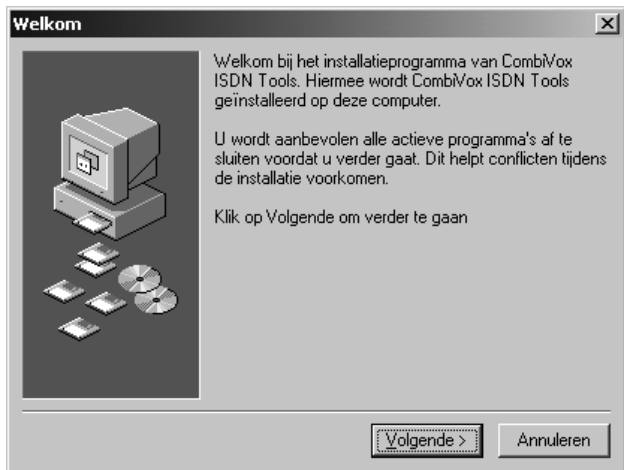 Welkom
Welkom bij het installatieprogramma van CombiVox
ISDN Tools. Hiermee wordt CombiVox ISDN Tools
geïnstalleerd op deze computer.
U wordt aanbevolen alle actieve programma's af te
sluiten voordat u verder gaat. Dit helpt conflicten tijdens
de installatie voorkomen.
Klik op Volgende om verder te gaan
Volgende >
Annuleren